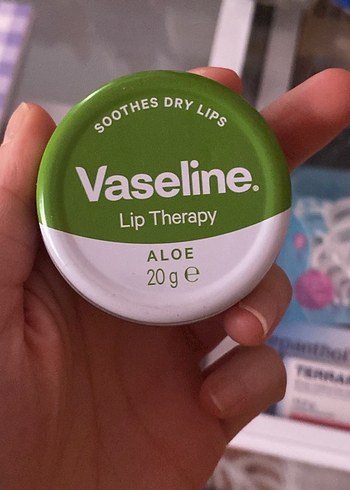 SOOTHES DRY LIPS
Vaseline.
Lip Therapy
ALOE
20 g ℮